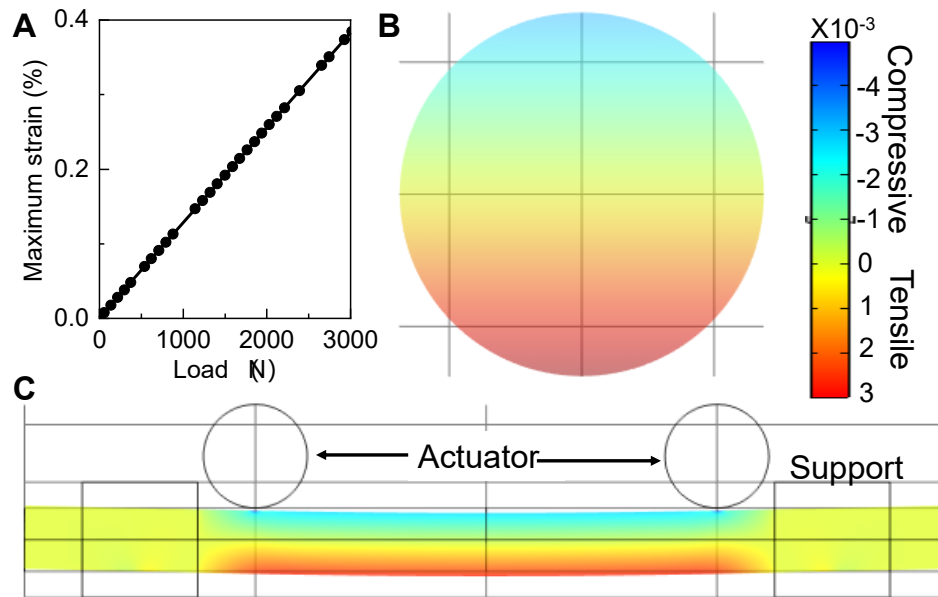 A
0.4
0.2
0.0
Maximum strain (%)
0
1000
2000
3000
Load (N)
B
X10-3
-4
-3
-2
-1
0
1
2
3
Compressive
Tensile
C
Actuator
Support